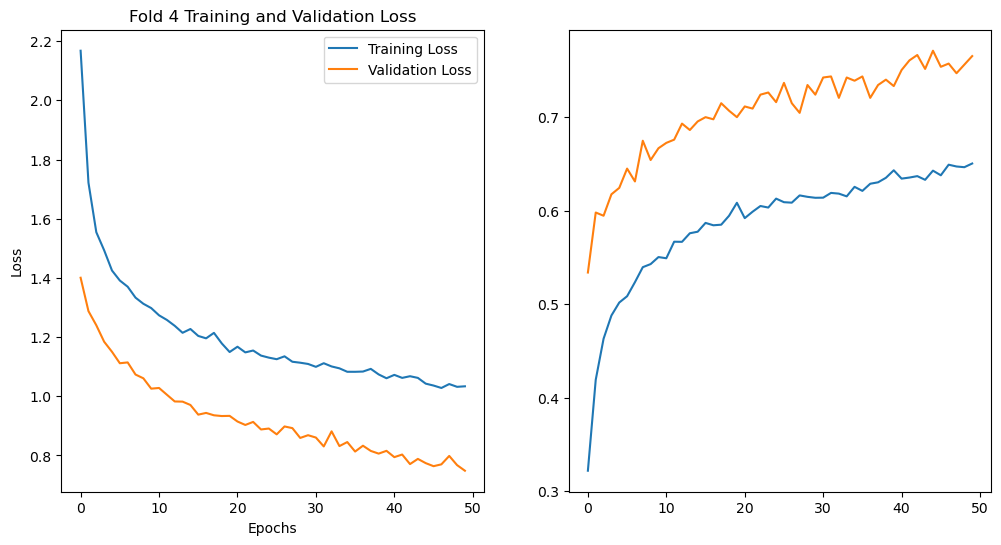 Fold 4 Training and Validation Loss
Training Loss
Validation Loss
Loss
2.2
2.0
1.8
1.6
1.4
1.2
1.0
0.8
0 10 20 30 40 50
Epochs
0.7
0.6
0.5
0.4
0.3
0 10 20 30 40 50